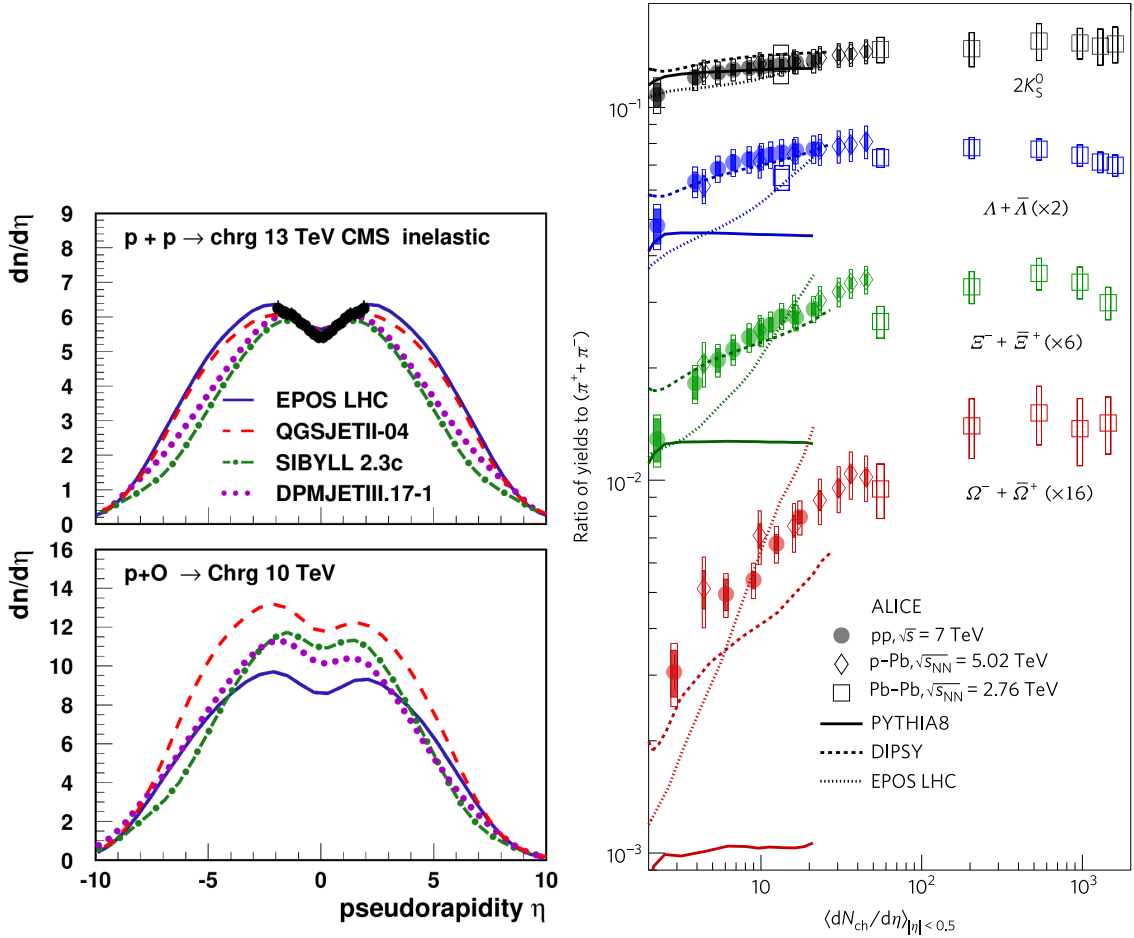 dn/dη
9
8
7
6
5
4
3
2
1
0
p + p → chrg 13 TeV CMS inelastic
EPOS LHC
QGSJETII-04
SIBYLL 2.3c
DPMJETIII.17-1
dn/dη
16
14
12
10
8
6
4
2
0
p+O → Chrg 10 TeV
-10 -5 0 5 10
pseudorapidity η
Ratio of yields to (π⁺ + π⁻)
10⁻¹
10⁻²
10⁻³
2K⁰S
Λ + Λ̅ (×2)
Ξ⁻ + Ξ̅⁺ (×6)
Ω⁻ + Ω̅⁺ (×16)
ALICE
pp, √s = 7 TeV
p–Pb, √sNN = 5.02 TeV
Pb–Pb, √sNN = 2.76 TeV
PYTHIA8
DIPSY
EPOS LHC
10 10² 10³
⟨dNch/dη⟩|η| < 0.5